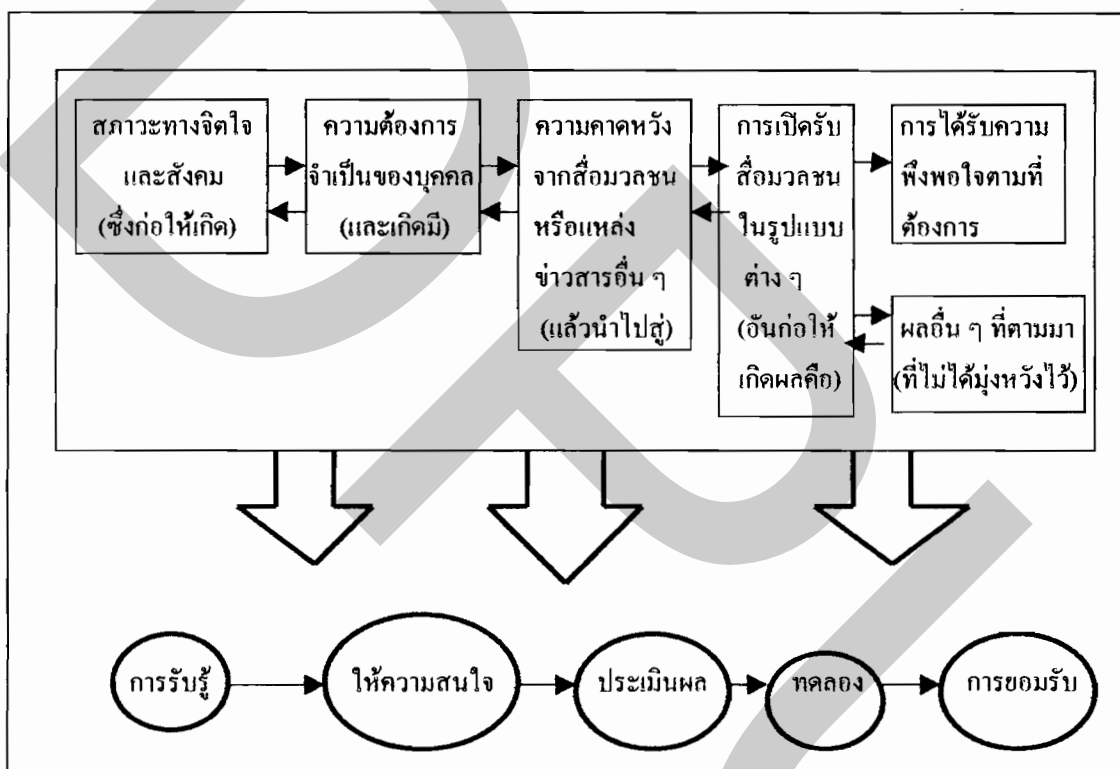 สภาวะทางจิตใจ
และสังคม
(ซึ่งก่อให้เกิด)
ความต้องการ
จำเป็นของบุคคล
(และเกิดมี)
ความคาดหวัง
จากสื่อมวลชน
หรือแหล่ง
ข่าวสารอื่น ๆ
(แล้วนำไปสู่)
การเปิดรับ
สื่อมวลชน
ในรูปแบบ
ต่าง ๆ
(อันก่อให้
เกิดผลคือ)
การได้รับความ
พึงพอใจตามที่
ต้องการ
ผลอื่น ๆ ที่ตามมา
(ที่ไม่ได้มุ่งหวังไว้)
การรับรู้
ให้ความสนใจ
ประเมินผล
ทดลอง
การยอมรับ